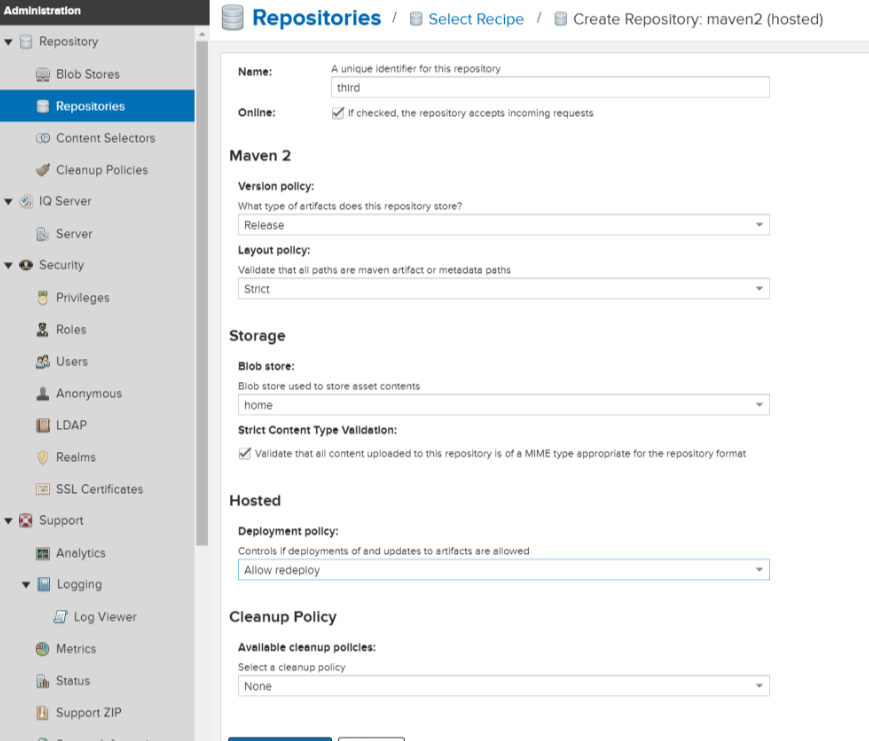 Administration
Repository
Blob Stores
Repositories
Content Selectors
Cleanup Policies
IQ Server
Server
Security
Privileges
Roles
Users
Anonymous
LDAP
Realms
SSL Certificates
Support
Analytics
Logging
Log Viewer
Metrics
Status
Support ZIP
Repositories / Select Recipe / Create Repository: maven2 (hosted)
Name:
A unique identifier for this repository
third
Online:
If checked, the repository accepts incoming requests
Maven 2
Version policy:
What type of artifacts does this repository store?
Release
Layout policy:
Validate that all paths are maven artifact or metadata paths
Strict
Storage
Blob store:
Blob store used to store asset contents
home
Strict Content Type Validation:
Validate that all content uploaded to this repository is of a MIME type appropriate for the repository format
Hosted
Deployment policy:
Controls if deployments of and updates to artifacts are allowed
Allow redeploy
Cleanup Policy
Available cleanup policies:
Select a cleanup policy
None